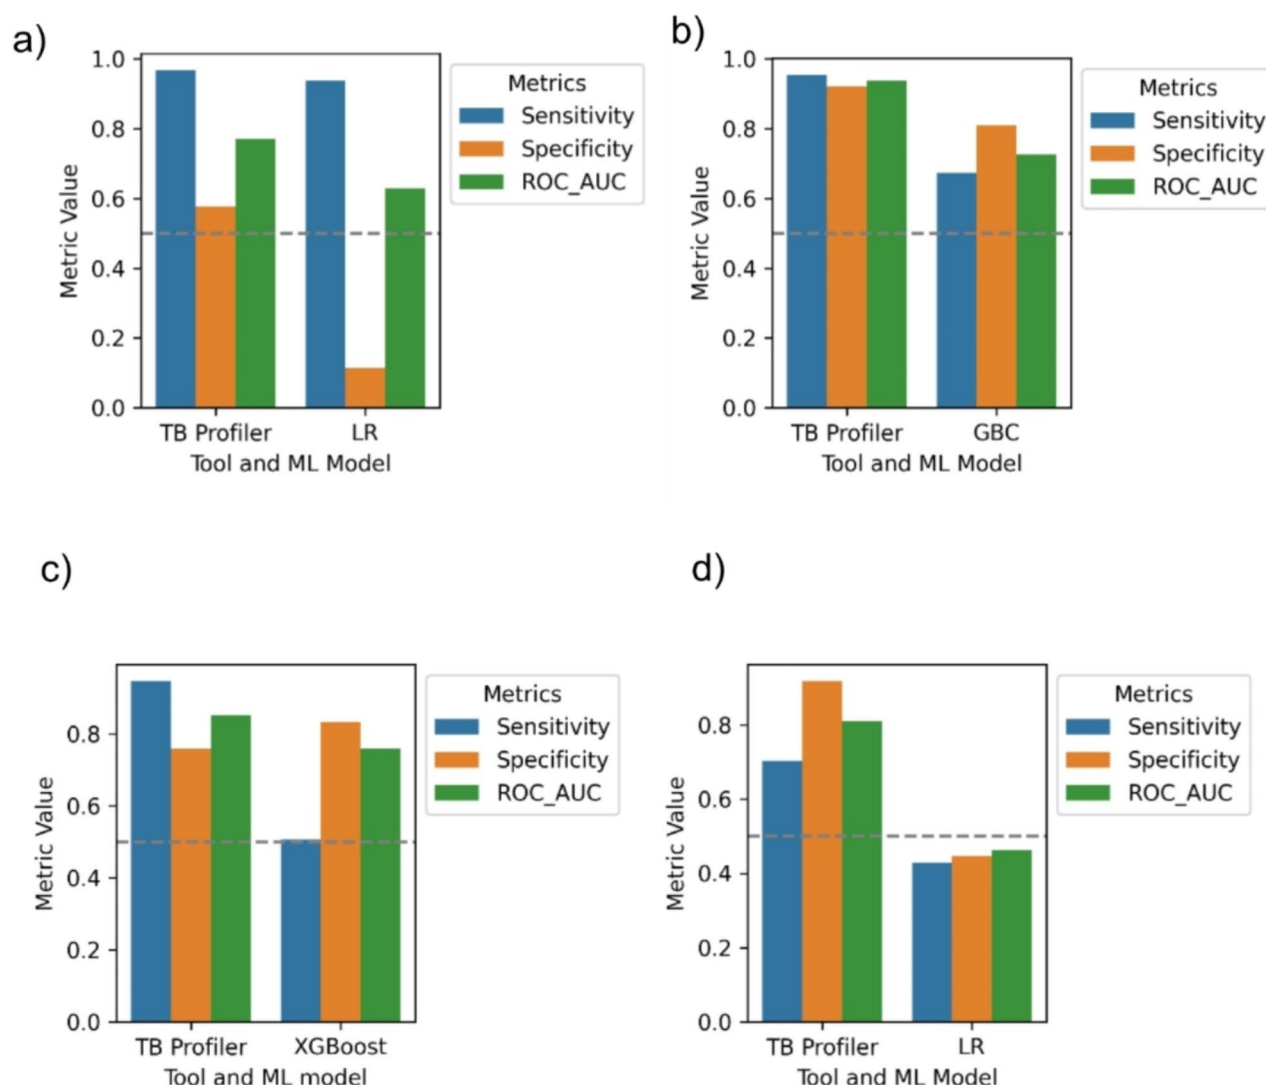 a)
1.0
0.8
0.6
0.4
0.2
0.0
Metric Value
TB Profiler LR
Tool and ML Model
Metrics
Sensitivity
Specificity
ROC_AUC
b)
1.0
0.8
0.6
0.4
0.2
0.0
Metric Value
TB Profiler GBC
Tool and ML Model
Metrics
Sensitivity
Specificity
ROC_AUC
c)
0.8
0.6
0.4
0.2
0.0
Metric Value
TB Profiler XGBoost
Tool and ML model
Metrics
Sensitivity
Specificity
ROC_AUC
d)
0.8
0.6
0.4
0.2
0.0
Metric Value
TB Profiler LR
Tool and ML Model
Metrics
Sensitivity
Specificity
ROC_AUC